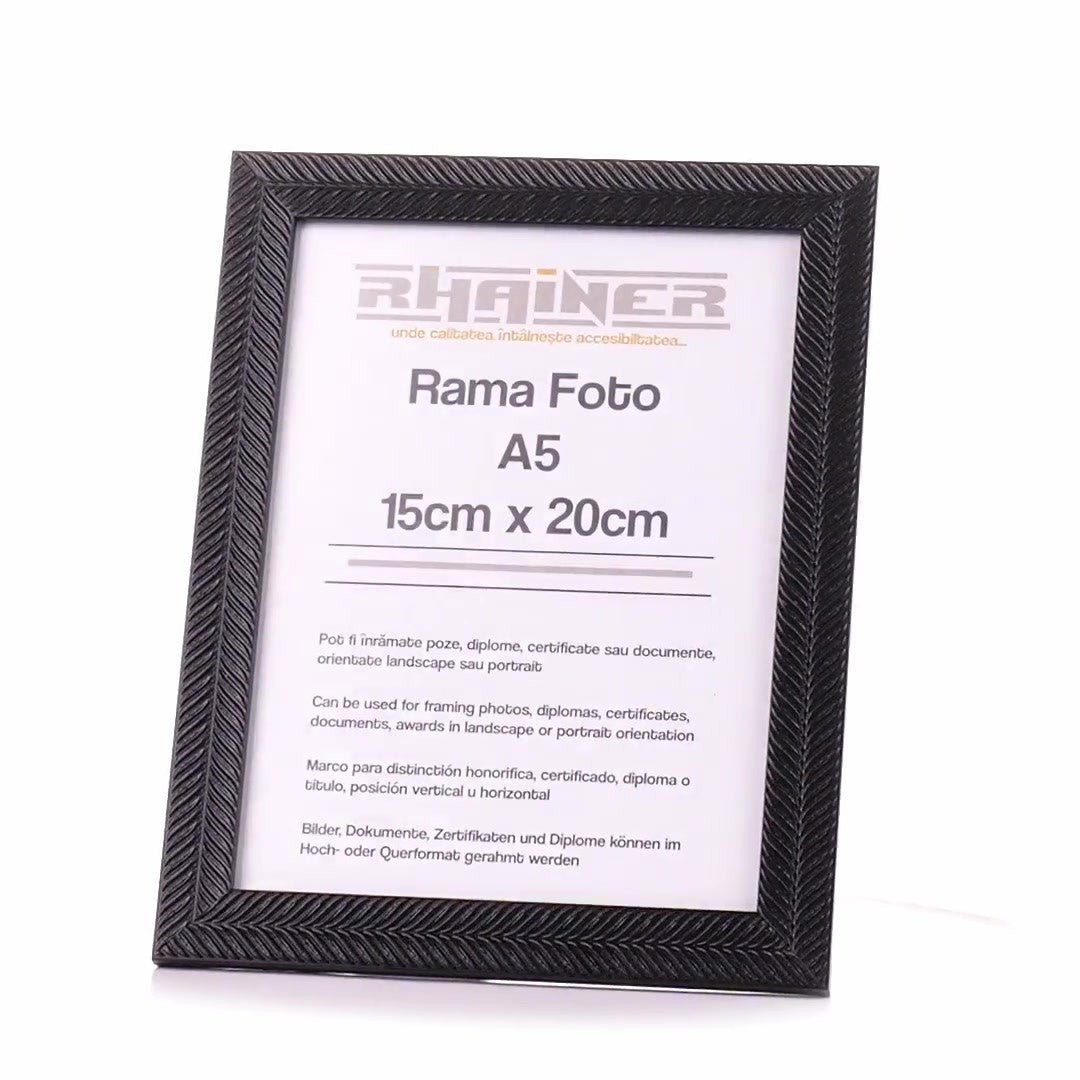 RHAINER
unde calitatea întâlnește accesibiltatea...
Rama Foto
A5
15cm x 20cm
Pot fi înrămate poze, diplome, certificate sau documente,
orientate landscape sau portrait
Can be used for framing photos, diplomas, certificates,
documents, awards in landscape or portrait orientation
Marco para distinctión honorifica, certificado, diploma o
título, posición vertical u horizontal
Bilder, Dokumente, Zertifikaten und Diplome können im
Hoch- oder Querformat gerahmt werden